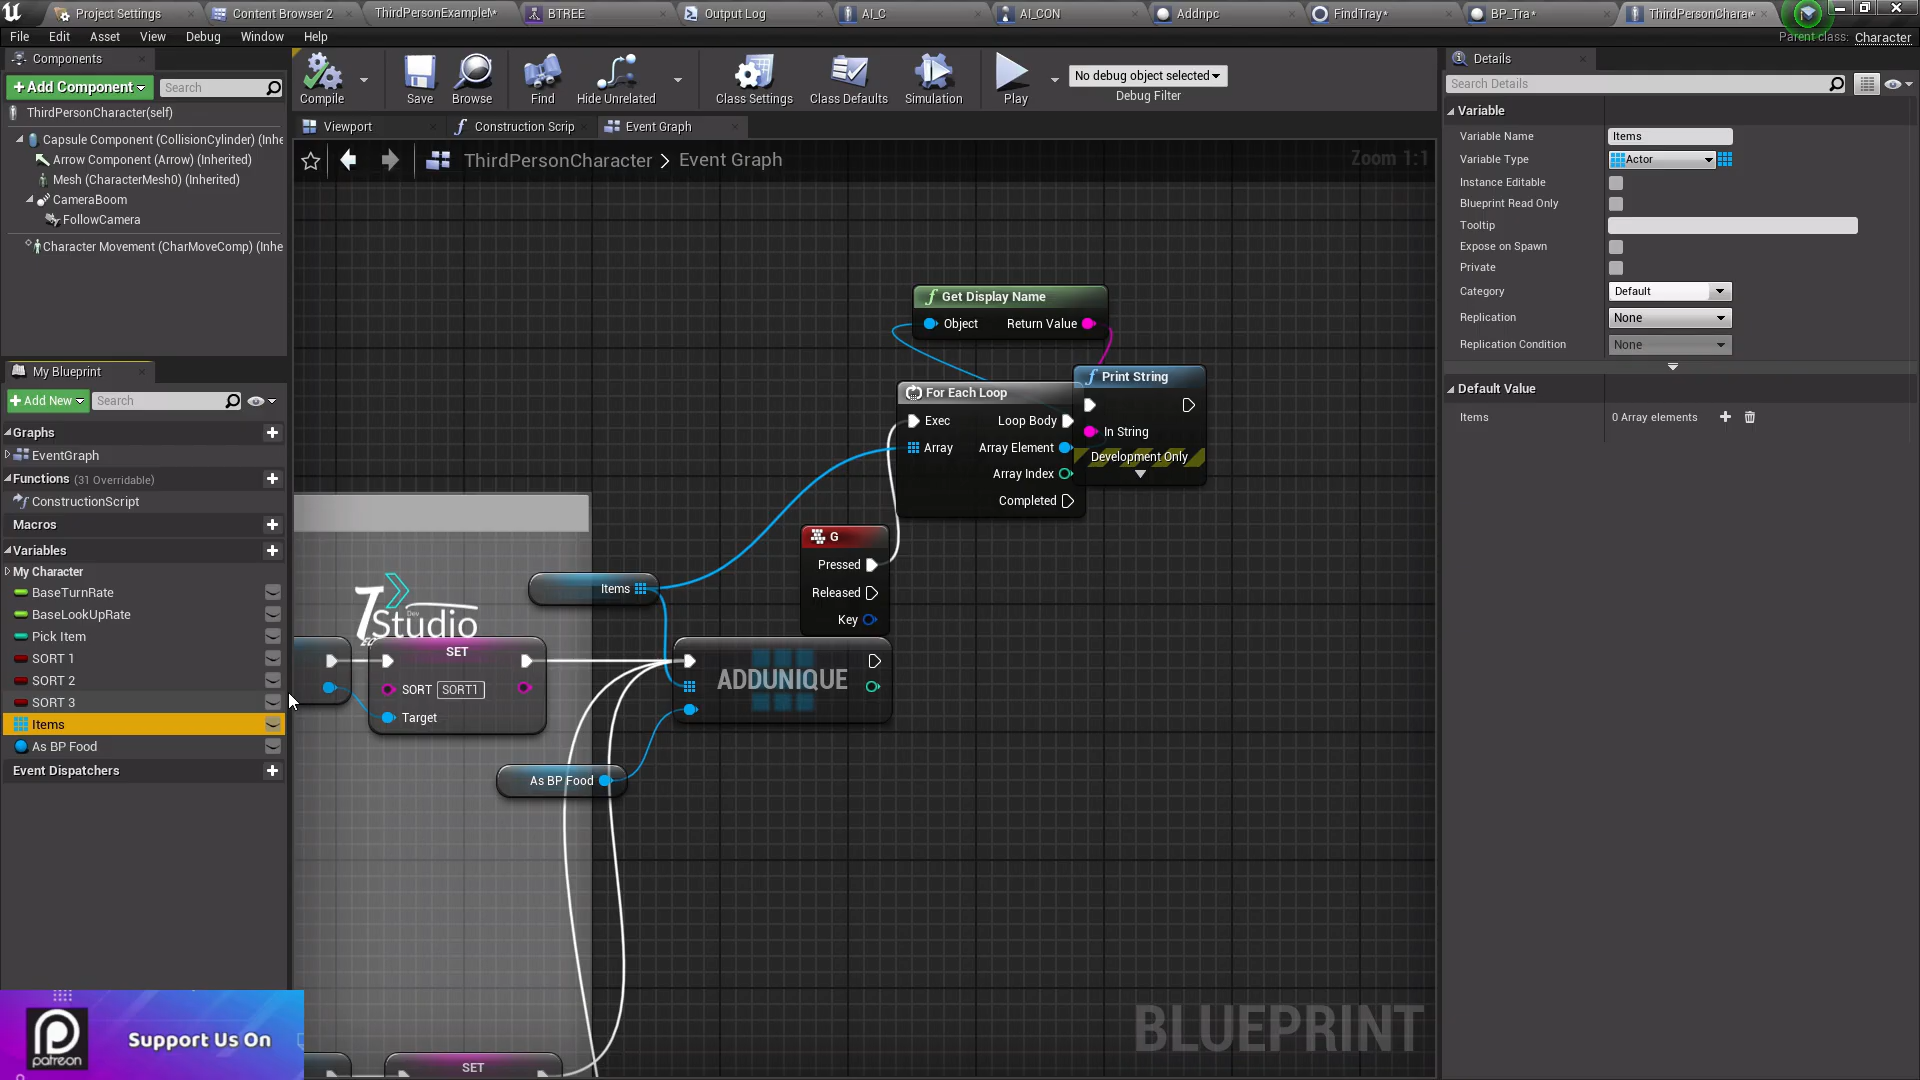 Project Settings
Content Browser 2
ThirdPersonExampleM*
BTREE
Output Log
AI_C
AI_CON
Addnpc
FindTray*
BP_Tra*
ThirdPersonChara*
File Edit Asset View Debug Window Help
Parent class: Character
Components
+Add Component
Search
ThirdPersonCharacter(self)
Capsule Component (CollisionCylinder) (Inhe
Arrow Component (Arrow) (Inherited)
Mesh (CharacterMesh0) (Inherited)
CameraBoom
FollowCamera
Character Movement (CharMoveComp) (Inhe
Compile
Save
Browse
Find
Hide Unrelated
Class Settings
Class Defaults
Simulation
Play
No debug object selected
Debug Filter
Viewport
Construction Scrip
Event Graph
ThirdPersonCharacter > Event Graph
Zoom 1:1
My Blueprint
+Add New
Search
Graphs
EventGraph
Functions (31 Overridable)
ConstructionScript
Macros
Variables
My Character
BaseTurnRate
BaseLookUpRate
Pick Item
SORT 1
SORT 2
SORT 3
Items
As BP Food
Event Dispatchers
Get Display Name
Object Return Value
For Each Loop
Exec Loop Body
Array Array Element
Array Index
Completed
Print String
In String
Development Only
G
Pressed
Released
Key
Items
7 Dev
Studio
SET
SORT SORT1
Target
ADDUNIQUE
As BP Food
SET
BLUEPRINT
patreon
Support Us On
Details
Search Details
Variable
Variable Name Items
Variable Type Actor
Instance Editable
Blueprint Read Only
Tooltip
Expose on Spawn
Private
Category Default
Replication None
Replication Condition None
Default Value
Items 0 Array elements